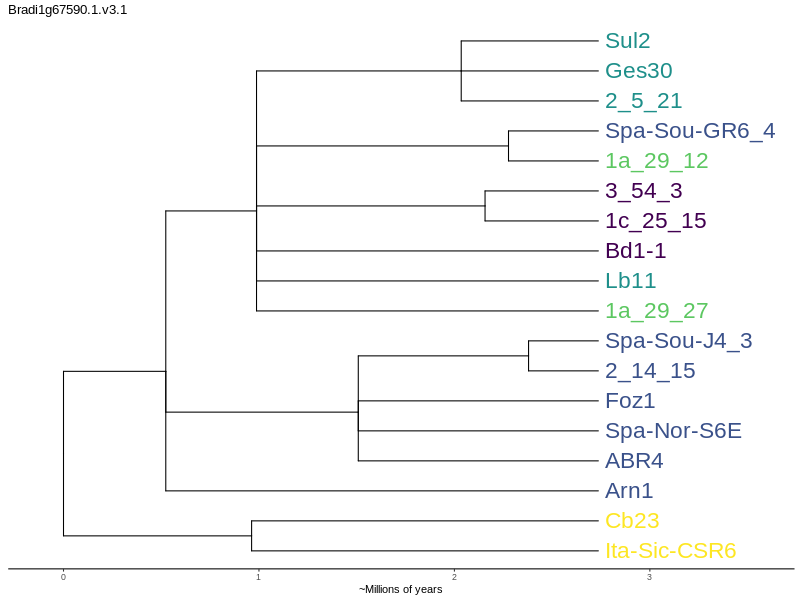 Bradi1g67590.1.v3.1
Sul2
Ges30
2_5_21
Spa-Sou-GR6_4
1a_29_12
3_54_3
1c_25_15
Bd1-1
Lb11
1a_29_27
Spa-Sou-J4_3
2_14_15
Foz1
Spa-Nor-S6E
ABR4
Arn1
Cb23
Ita-Sic-CSR6
0 1 2 3
~Millions of years